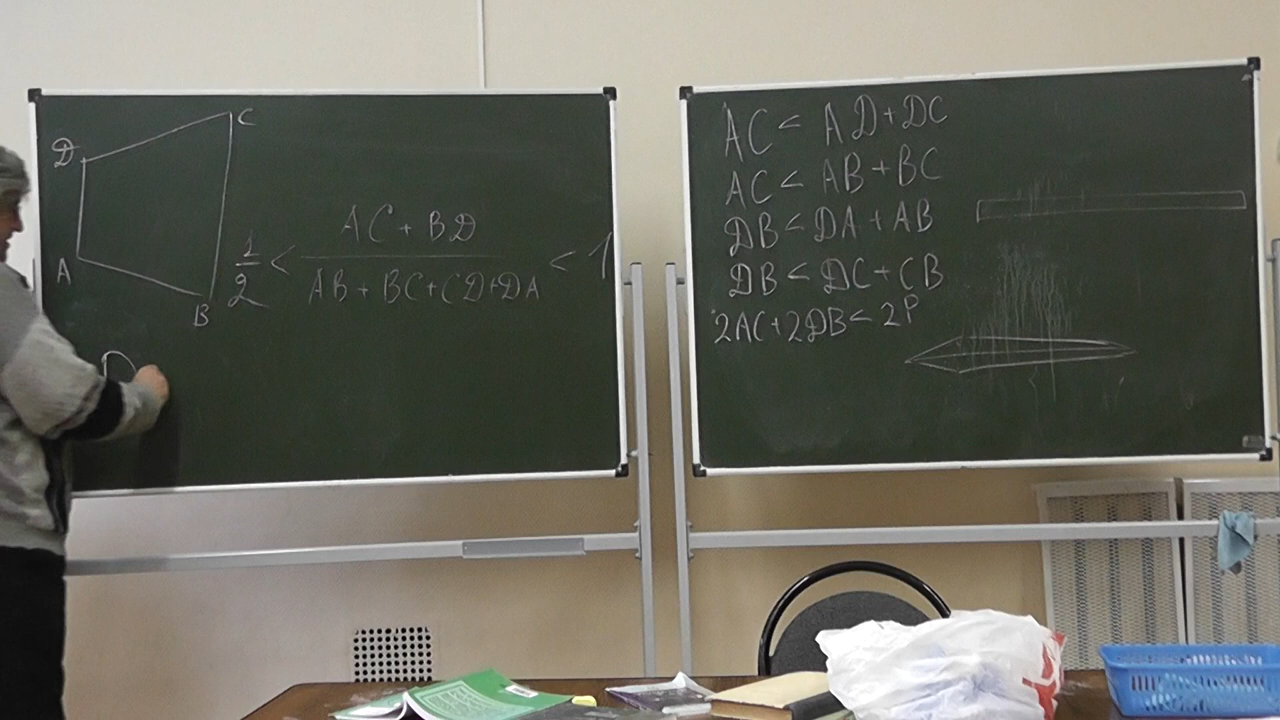 D
C
A
B
1/2 < (AC + BD)/(AB + BC + CD + DA) < 1
AC < AD + DC
AC < AB + BC
DB < DA + AB
DB < DC + CB
2AC + 2DB < 2P